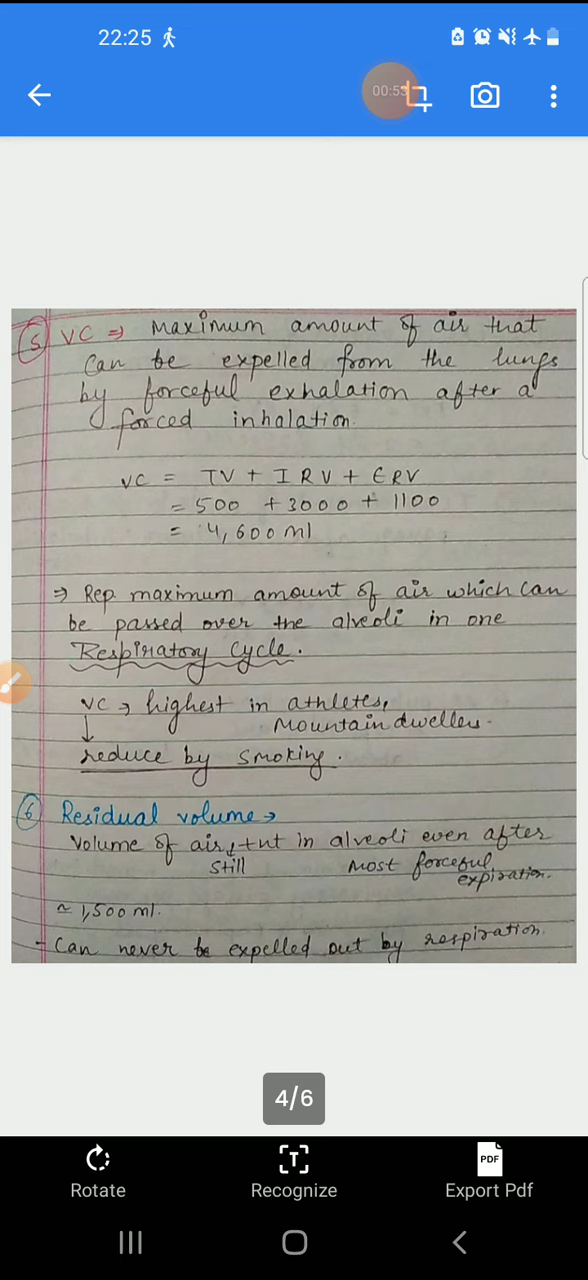 22:25
00:53
⑤ VC ⇒ Maximum amount of air that
Can be expelled from the lungs
by forceful exhalation after a
forced inhalation.
VC = TV + IRV + ERV
= 500 + 3000 + 1100
= 4,600 ml
⇒ Rep. maximum amount of air which can
be passed over the alveoli in one
Respiratory Cycle.
VC → highest in athletes,
Mountain dwellers.
↓
reduce by smoking.
⑥ Residual volume →
Volume of air, tnt in alveoli even after
still most forceful
expiration.
~ 1,500 ml.
- Can never be expelled out by respiration.
4/6
T
PDF
Rotate Recognize Export Pdf